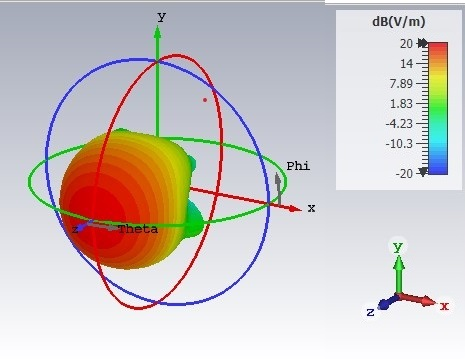 y
dB(V/m)
20
14
7.89
1.83
-4.23
-10.3
-20
Phi
x
z
Theta
y
z
x